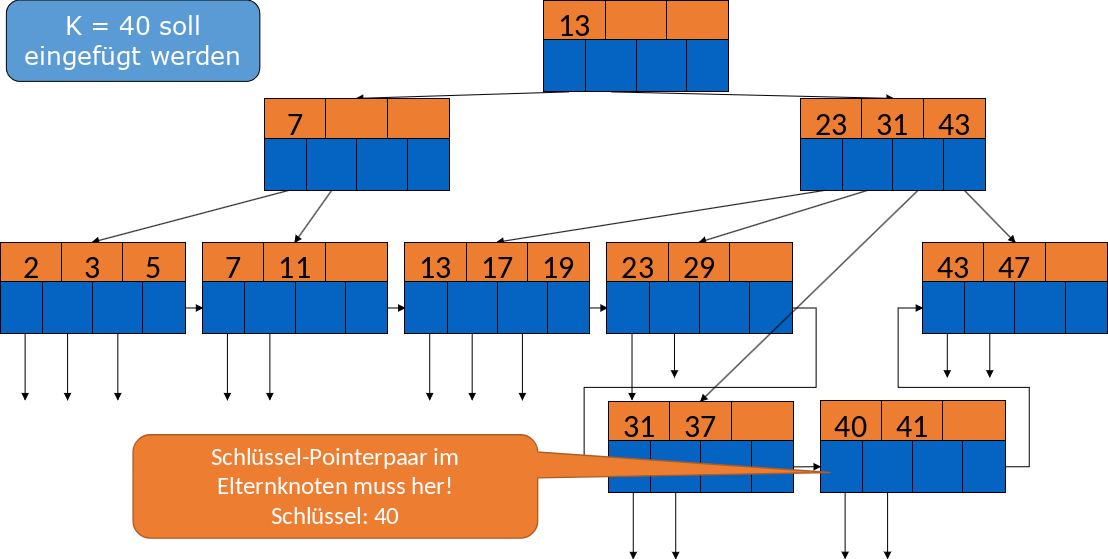 K = 40 soll
eingefügt werden
13
7
23 31 43
2 3 5
7 11
13 17 19
23 29
43 47
31 37
40 41
Schlüssel-Pointerpaar im
Elternknoten muss her!
Schlüssel: 40